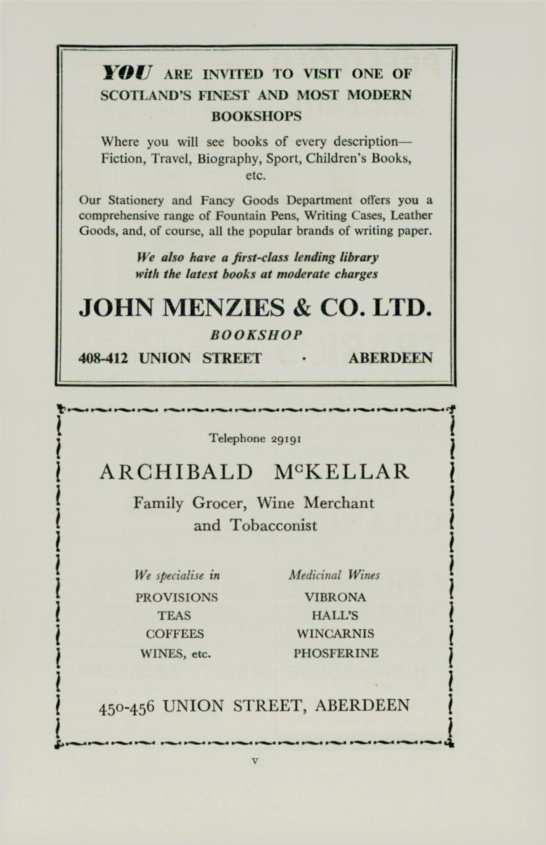 YOU ARE INVITED TO VISIT ONE OF
SCOTLAND'S FINEST AND MOST MODERN
BOOKSHOPS
Where you will see books of every description—
Fiction, Travel, Biography, Sport, Children's Books,
etc.
Our Stationery and Fancy Goods Department offers you a
comprehensive range of Fountain Pens, Writing Cases, Leather
Goods, and, of course, all the popular brands of writing paper.
We also have a first-class lending library
with the latest books at moderate charges
JOHN MENZIES & CO. LTD.
BOOKSHOP
408-412 UNION STREET · ABERDEEN
Telephone 29191
ARCHIBALD McKELLAR
Family Grocer, Wine Merchant
and Tobacconist
We specialise in
PROVISIONS
TEAS
COFFEES
WINES, etc.
Medicinal Wines
VIBRONA
HALL'S
WINCARNIS
PHOSFERINE
450-456 UNION STREET, ABERDEEN
v